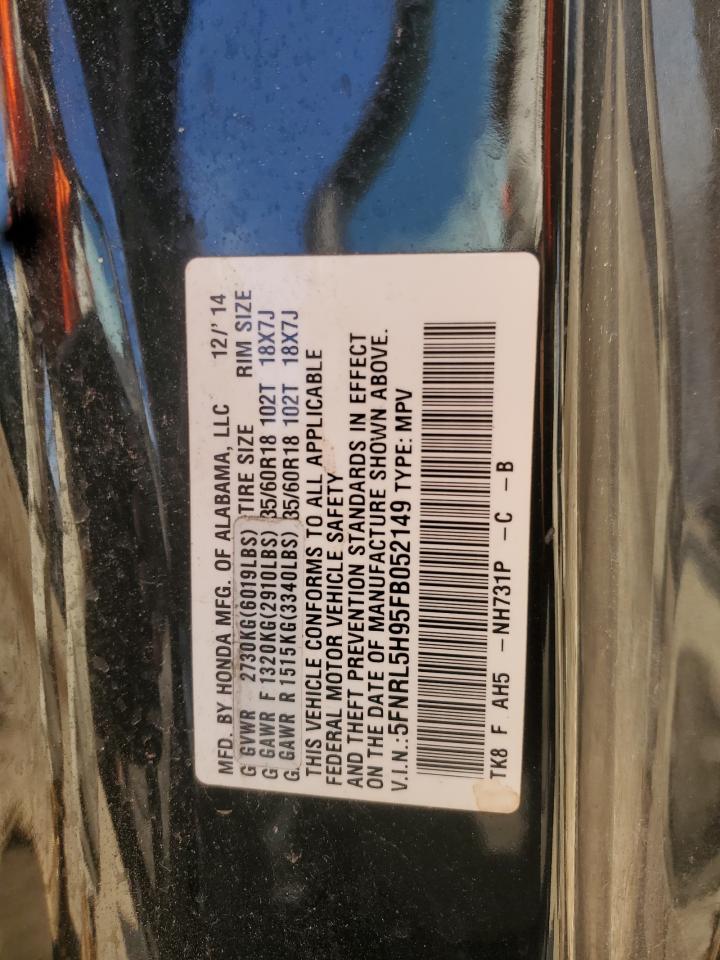 MFD. BY HONDA MFG. OF ALABAMA, LLC 12/' 14
G GVWR 2730KG(6019LBS) TIRE SIZE RIM SIZE
G GAWR F 1320KG(2910LBS) 35/60R18 102T 18X7J
G. GAWR R 1515KG(3340LBS) 35/60R18 102T 18X7J
THIS VEHICLE CONFORMS TO ALL APPLICABLE
FEDERAL MOTOR VEHICLE SAFETY
AND THEFT PREVENTION STANDARDS IN EFFECT
ON THE DATE OF MANUFACTURE SHOWN ABOVE.
V.I.N.:5FNRL5H95FB052149 TYPE: MPV
TK8 F AH5 -NH731P -C -B